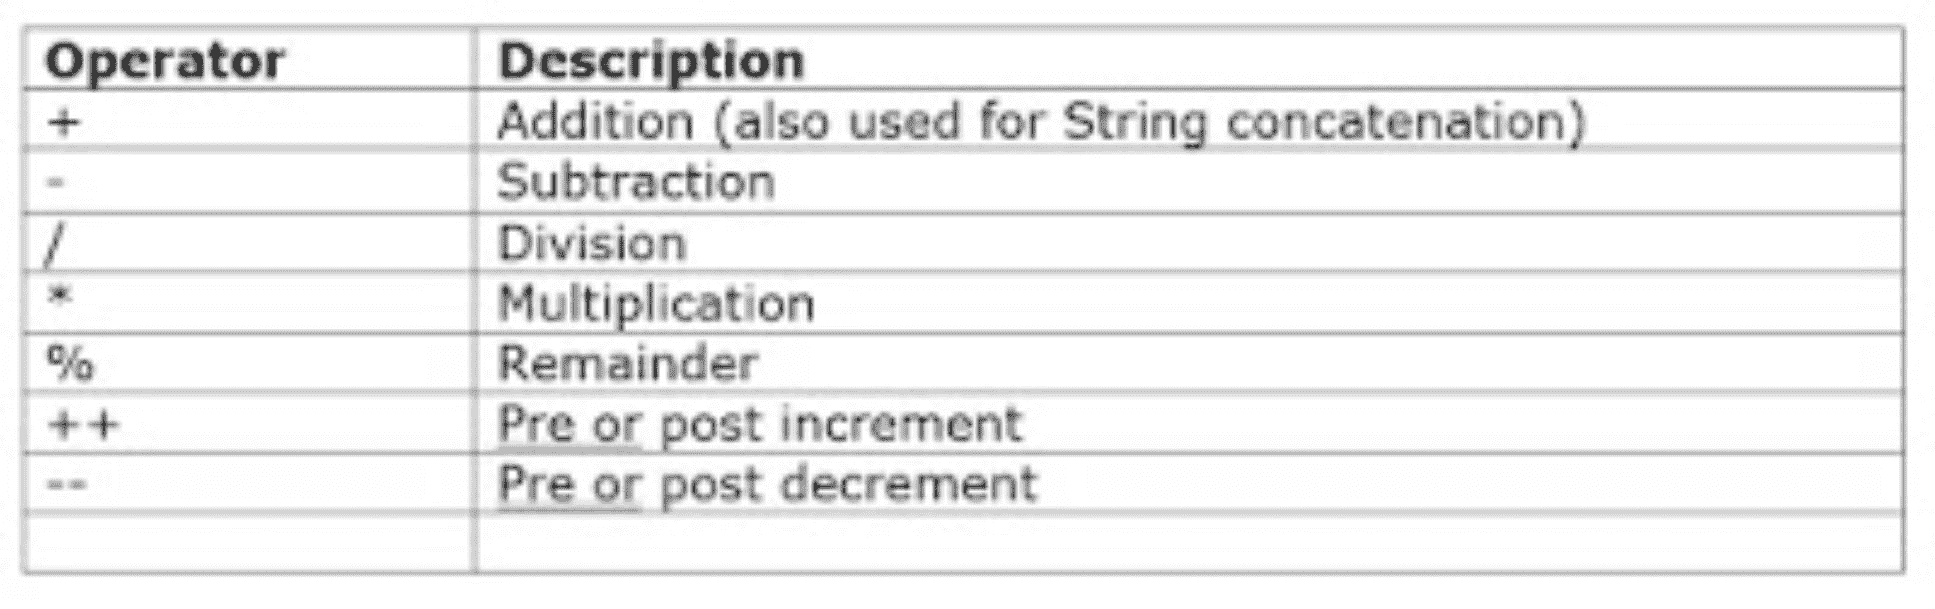 Operator Description
+ Addition (also used for String concatenation)
- Subtraction
/ Division
* Multiplication
% Remainder
++ Pre or post increment
-- Pre or post decrement